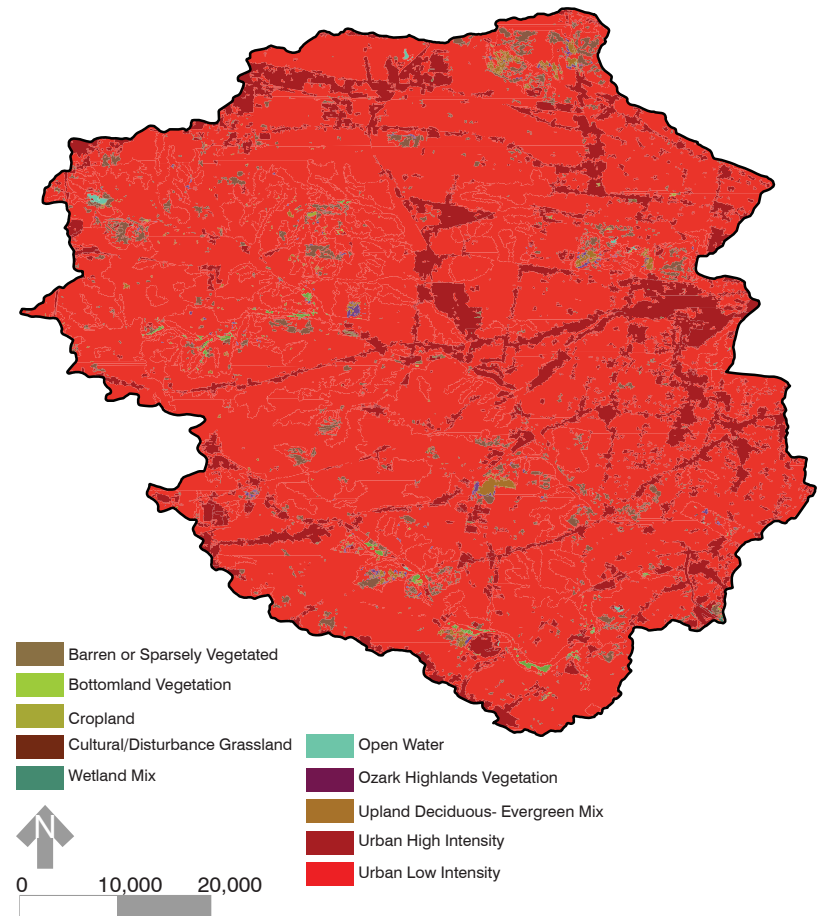 Barren or Sparsely Vegetated
Bottomland Vegetation
Cropland
Cultural/Disturbance Grassland
Wetland Mix
Open Water
Ozark Highlands Vegetation
Upland Deciduous- Evergreen Mix
Urban High Intensity
Urban Low Intensity
N
0 10,000 20,000